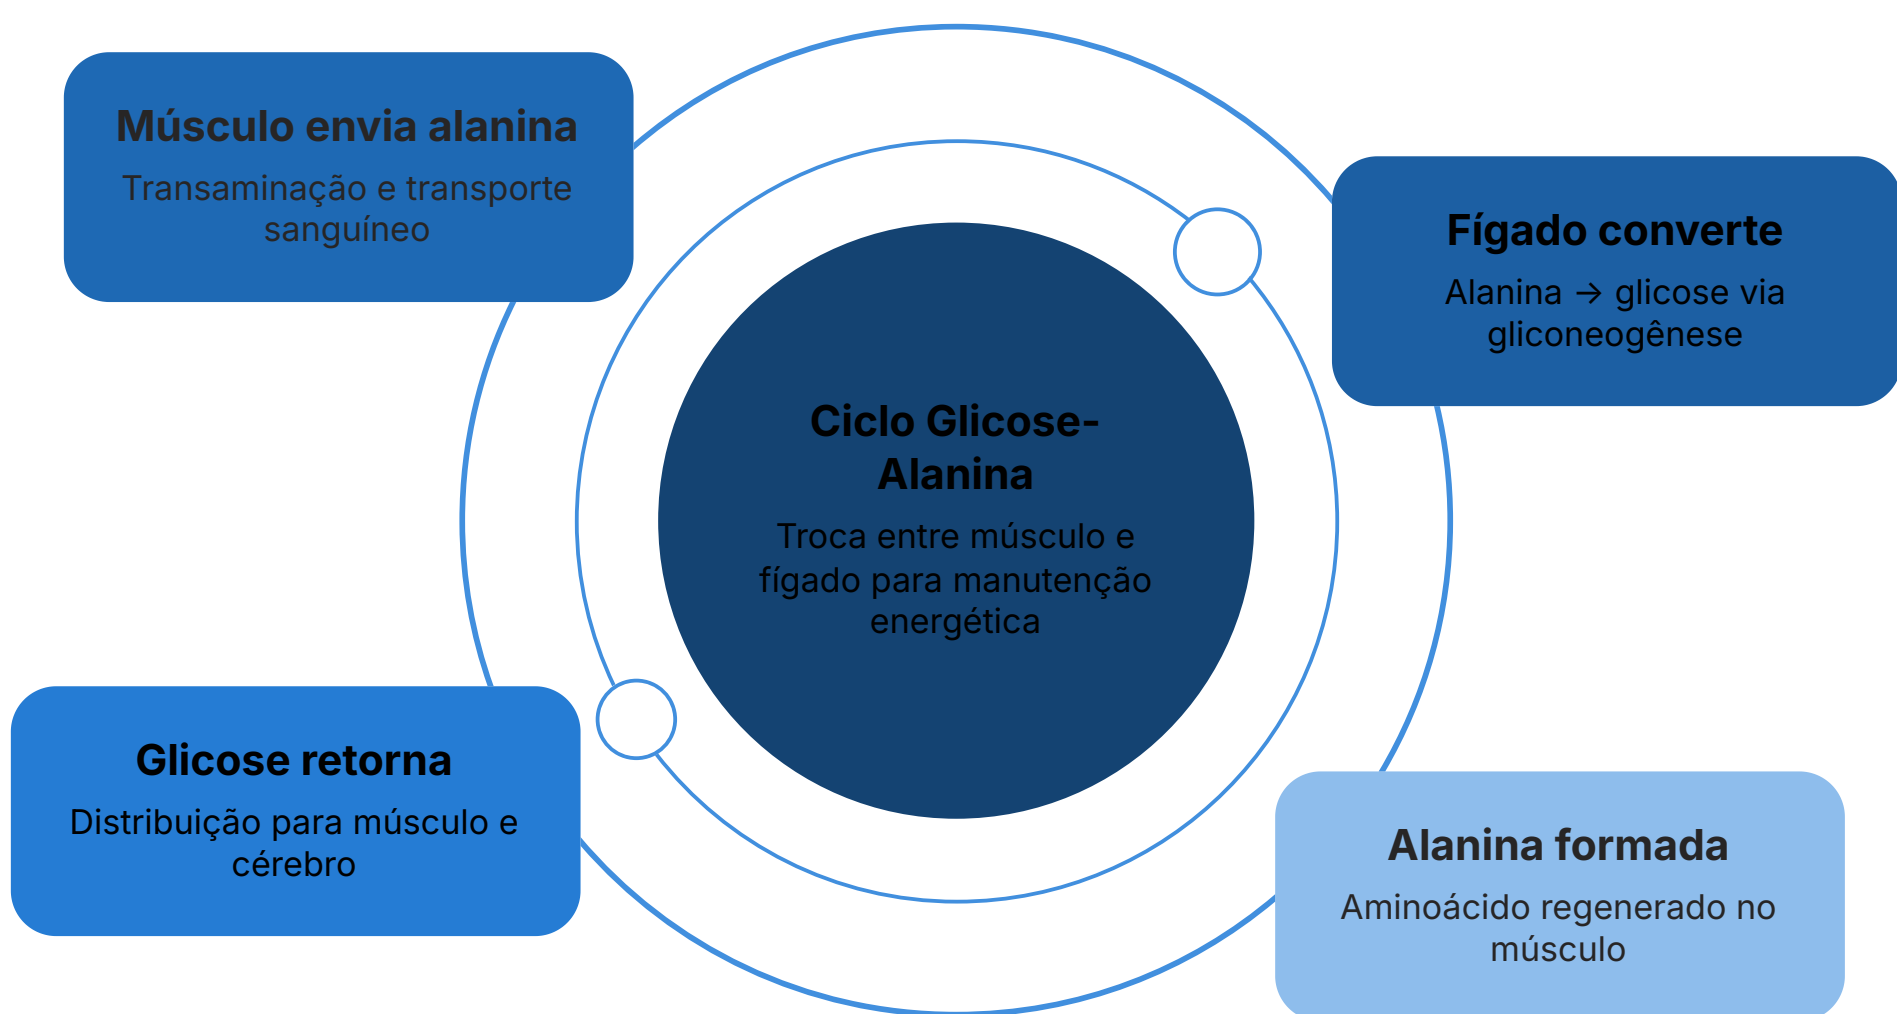 Músculo envia alanina
Transaminação e transporte
sanguíneo
Fígado converte
Alanina → glicose via
gliconeogênese
Ciclo Glicose-
Alanina
Troca entre músculo e
fígado para manutenção
energética
Glicose retorna
Distribuição para músculo e
cérebro
Alanina formada
Aminoácido regenerado no
músculo